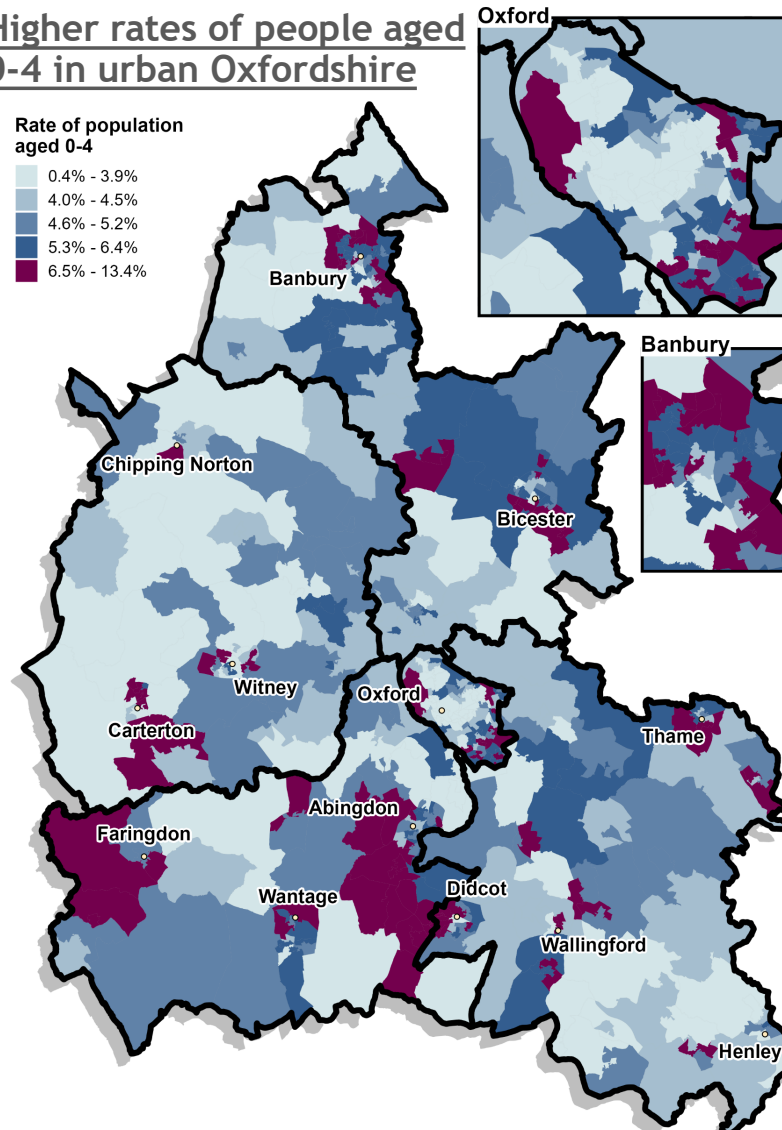 Higher rates of people aged
0-4 in urban Oxfordshire
Rate of population
aged 0-4
0.4% - 3.9%
4.0% - 4.5%
4.6% - 5.2%
5.3% - 6.4%
6.5% - 13.4%
Oxford
Banbury
Banbury
Chipping Norton
Bicester
Witney
Oxford
Carterton
Thame
Abingdon
Faringdon
Wantage
Didcot
Wallingford
Henley